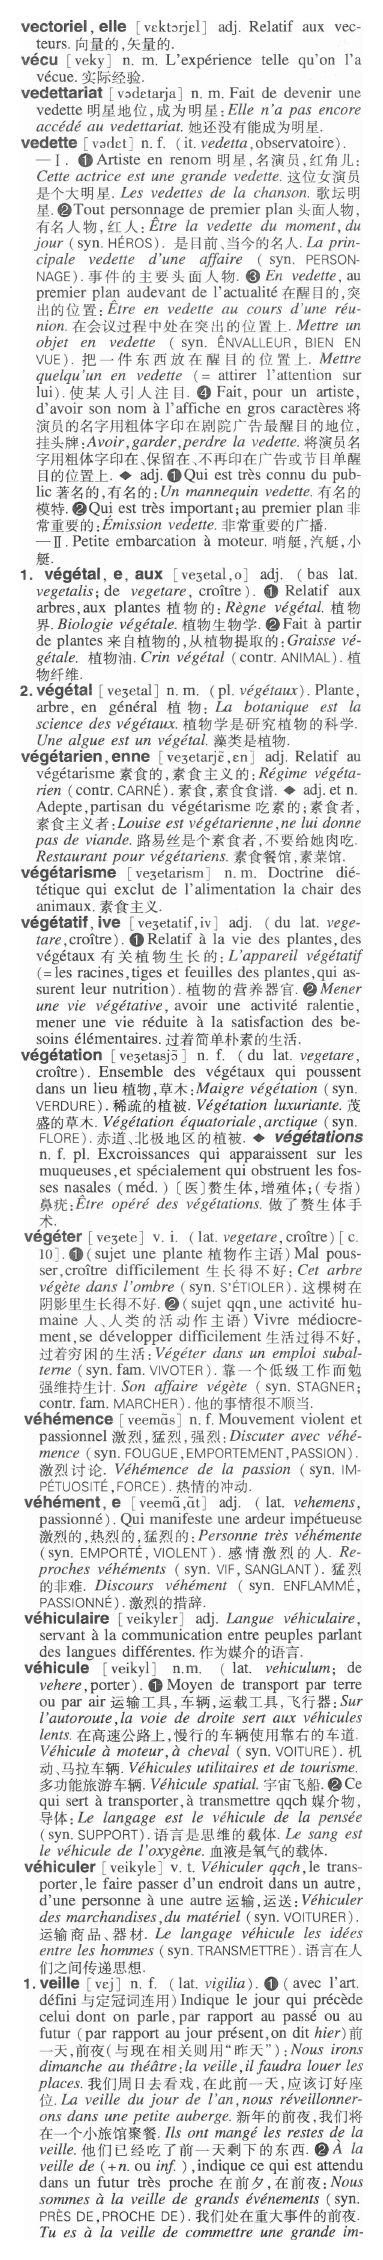 vectoriel, elle [vɛktɔrjɛl] adj. Relatif aux vec-
teurs. 向量的,矢量的.
vécu [veky] n. m. L'expérience telle qu'on l'a
vécue. 实际经验.
vedettariat [vədɛtarja] n. m. Fait de devenir une
vedette 明星地位,成为明星:Elle n'a pas encore
accédé au vedettariat. 她还没有能成为明星.
vedette [vədɛt] n. f. (it. vedetta,observatoire).
—Ⅰ. ❶Artiste en renom 明星,名演员,红角儿:
Cette actrice est une grande vedette. 这位女演员
是个大明星. Les vedettes de la chanson. 歌坛明
星. ❷Tout personnage de premier plan 头面人物,
有名人物,红人:Être la vedette du moment,du
jour (syn. HÉROS). 是目前、当今的名人. La prin-
cipale vedette d'une affaire (syn. PERSON-
NAGE). 事件的主要头面人物. ❸ En vedette,au
premier plan audevant de l'actualité 在醒目的,突
出的位置:Être en vedette au cours d'une réu-
nion. 在会议过程中处在突出的位置上. Mettre un
objet en vedette (syn. ÊNVALLEUR, BIEN EN
VUE). 把一件东西放在醒目的位置上. Mettre
quelqu'un en vedette (= attirer l'attention sur
lui). 使某人引人注目. ❹ Fait, pour un artiste,
d'avoir son nom à l'affiche en gros caractères 将
演员的名字用粗体字印在剧院广告最醒目的地位,
挂头牌:Avoir,garder,perdre la vedette. 将演员名
字用粗体字印在、保留在、不再印在广告或节目单醒
目的位置上. ◆ adj. ❶Qui est très connu du pub-
lic 著名的,有名的:Un mannequin vedette. 有名的
模特. ❷Qui est très important;au premier plan 非
常重要的:Émission vedette. 非常重要的广播.
—Ⅱ. Petite embarcation à moteur. 哨艇,汽艇,小
艇.
1. végétal, e, aux [veʒetal,o] adj. (bas lat.
vegetalis; de vegetare, croître). ❶ Relatif aux
arbres,aux plantes 植物的:Règne végétal. 植物
界. Biologie végétale. 植物生物学. ❷Fait à partir
de plantes 来自植物的,从植物提取的:Graisse vé-
gétale. 植物油. Crin végétal (contr. ANIMAL). 植
物纤维.
2. végétal [veʒetal] n. m. (pl. végétaux). Plante,
arbre, en général 植物: La botanique est la
science des végétaux. 植物学是研究植物的科学.
Une algue est un végétal. 藻类是植物.
végétarien,enne [veʒetarjɛ̃,ɛn] adj. Relatif au
végétarisme 素食的,素食主义的:Régime végéta-
rien (contr. CARNÉ). 素食,素食食谱. ◆ adj. et n.
Adepte,partisan du végétarisme 吃素的;素食者,
素食主义者:Louise est végétarienne,ne lui donne
pas de viande. 路易丝是个素食者,不要给她肉吃.
Restaurant pour végétariens. 素食餐馆,素菜馆.
végétarisme [veʒetarism] n. m. Doctrine dié-
tétique qui exclut de l'alimentation la chair des
animaux. 素食主义.
végétatif, ive [veʒetatif,iv] adj. (du lat. vege-
tare,croître). ❶Relatif à la vie des plantes,des
végétaux 有关植物生长的:L'appareil végétatif
(=les racines,tiges et feuilles des plantes,qui as-
surent leur nutrition). 植物的营养器官. ❷Mener
une vie végétative, avoir une activité ralentie,
mener une vie réduite à la satisfaction des be-
soins élémentaires. 过着简单朴素的生活.
végétation [veʒetasjɔ̃] n. f. (du lat. vegetare,
croître). Ensemble des végétaux qui poussent
dans un lieu 植物,草木:Maigre végétation (syn.
VERDURE). 稀疏的植被. Végétation luxuriante. 茂
盛的草木. Végétation équatoriale,arctique (syn.
FLORE). 赤道、北极地区的植被. ◆ végétations
n. f. pl. Excroissances qui apparaissent sur les
muqueuses,et spécialement qui obstruent les fos-
ses nasales (méd.) [医]赘生体,增殖体;(专指)
鼻疣:Être opéré des végétations. 做了赘生体手
术.
végéter [veʒete] v. i. (lat. vegetare,croître) [c.
10]. ❶(sujet une plante 植物作主语) Mal pous-
ser,croître difficilement 生长得不好: Cet arbre
végète dans l'ombre (syn. S'ÉTIOLER). 这棵树在
阴影里生长得不好. ❷(sujet qqn,une activité hu-
maine 人、人类的活动作主语) Vivre médiocre-
ment,se développer difficilement 生活过得不好,
过着穷困的生活:Végéter dans un emploi subal-
terne (syn. fam. VIVOTER). 靠一个低级工作而勉
强维持生计. Son affaire végète (syn. STAGNER;
contr. fam. MARCHER). 他的事情很不顺当.
véhémence [veemɑ̃s] n. f. Mouvement violent et
passionnel 激烈,猛烈,强烈:Discuter avec véhé-
mence (syn. FOUGUE,EMPORTEMENT,PASSION).
激烈讨论. Véhémence de la passion (syn. IM-
PÉTUOSITÉ,FORCE). 热情的冲动.
véhément, e [veemɑ̃,ɑ̃t] adj. (lat. vehemens,
passionné). Qui manifeste une ardeur impétueuse
激烈的,热烈的,猛烈的:Personne très véhémente
(syn. EMPORTÉ, VIOLENT). 感情激烈的人. Re-
proches véhéments (syn. VIF, SANGLANT). 猛烈
的非难. Discours véhément (syn. ENFLAMMÉ,
PASSIONNÉ). 激烈的措辞.
véhiculaire [veikylɛr] adj. Langue véhiculaire,
servant à la communication entre peuples parlant
des langues différentes. 作为媒介的语言.
véhicule [veikyl] n.m. (lat. vehiculum; de
vehere,porter). ❶Moyen de transport par terre
ou par air 运输工具,车辆,运载工具,飞行器:Sur
l'autoroute,la voie de droite sert aux véhicules
lents. 在高速公路上,慢行的车辆使用靠右的车道.
Véhicule à moteur,à cheval (syn. VOITURE). 机
动、马拉车辆. Véhicules utilitaires et de tourisme.
多功能旅游车辆. Véhicule spatial. 宇宙飞船. ❷Ce
qui sert à transporter,à transmettre qqch 媒介物,
导体:Le langage est le véhicule de la pensée
(syn. SUPPORT). 语言是思维的载体. Le sang est
le véhicule de l'oxygène. 血液是氧气的载体.
véhiculer [veikyle] v. t. Véhiculer qqch,le trans-
porter,le faire passer d'un endroit dans un autre,
d'une personne à une autre 运输,运送:Véhiculer
des marchandises,du matériel (syn. VOITURER).
运输商品、器材. Le langage véhicule les idées
entre les hommes (syn. TRANSMETTRE). 语言在人
们之间传递思想.
1. veille [vɛj] n. f. (lat. vigilia). ❶(avec l'art.
défini 与定冠词连用) Indique le jour qui précède
celui dont on parle,par rapport au passé ou au
futur (par rapport au jour présent,on dit hier)前
一天,前夜(与现在相关则用“昨天”):Nous irons
dimanche au théâtre:la veille,il faudra louer les
places. 我们周日去看戏,在此前一天,应该订好座
位. La veille du jour de l'an,nous réveillonner-
ons dans une petite auberge. 新年的前夜,我们将
在一个小旅馆聚餐. Ils ont mangé les restes de la
veille. 他们已经吃了前一天剩下的东西. ❷À la
veille de (+n. ou inf.),indique ce qui est attendu
dans un futur très proche 在前夕,在前夜:Nous
sommes à la veille de grands événements (syn.
PRÈS DE,PROCHE DE). 我们处在重大事件的前夜.
Tu es à la veille de commettre une grande im-